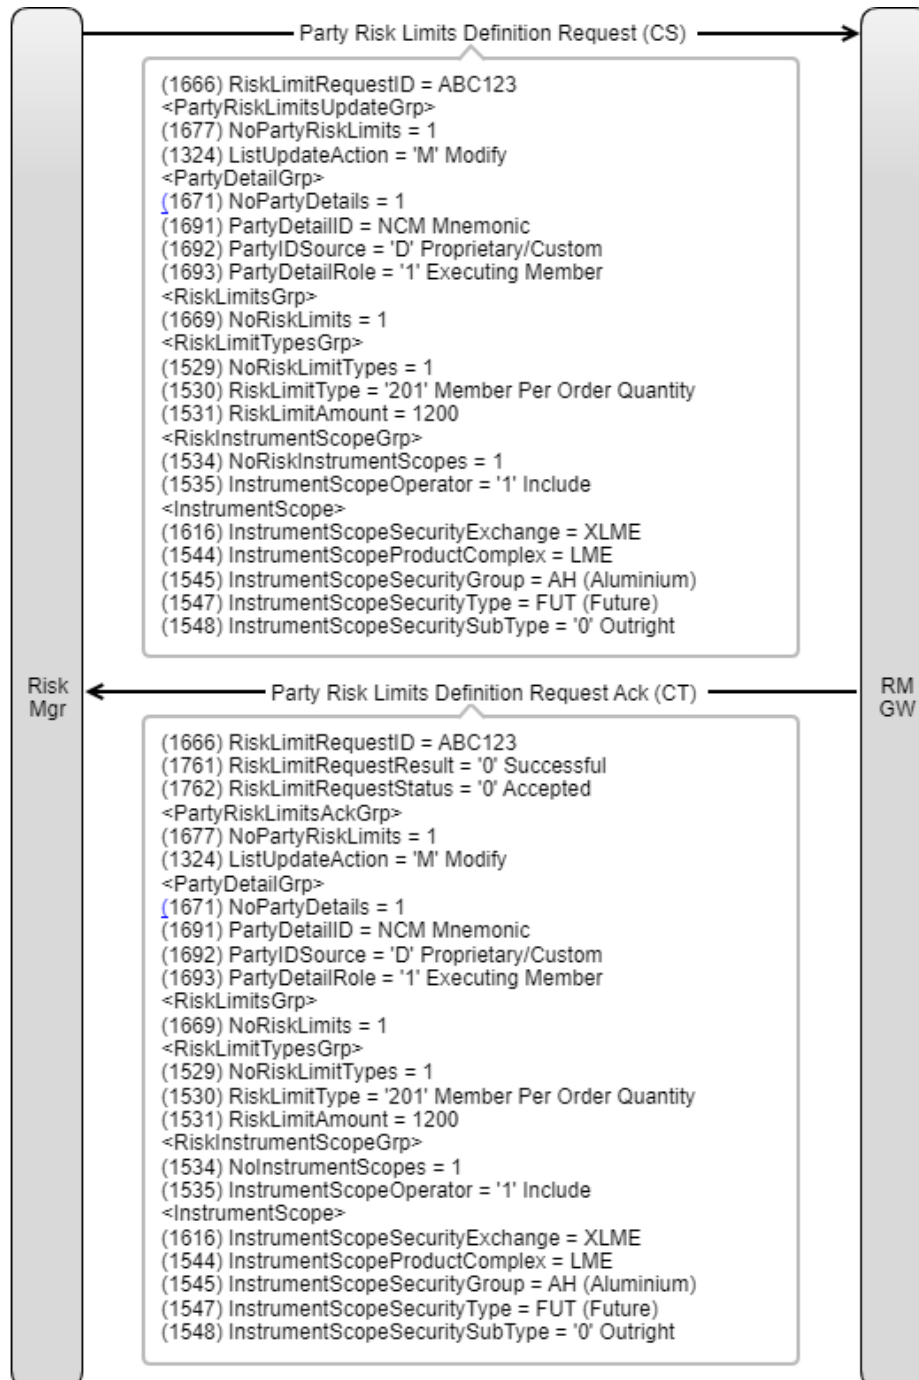 Party Risk Limits Definition Request (CS)
(1666) RiskLimitRequestID = ABC123
<PartyRiskLimitsUpdateGrp>
(1677) NoPartyRiskLimits = 1
(1324) ListUpdateAction = 'M' Modify
<PartyDetailGrp>
(1671) NoPartyDetails = 1
(1691) PartyDetailID = NCM Mnemonic
(1692) PartyIDSource = 'D' Proprietary/Custom
(1693) PartyDetailRole = '1' Executing Member
<RiskLimitsGrp>
(1669) NoRiskLimits = 1
<RiskLimitTypesGrp>
(1529) NoRiskLimitTypes = 1
(1530) RiskLimitType = '201' Member Per Order Quantity
(1531) RiskLimitAmount = 1200
<RiskInstrumentScopeGrp>
(1534) NoRiskInstrumentScopes = 1
(1535) InstrumentScopeOperator = '1' Include
<InstrumentScope>
(1616) InstrumentScopeSecurityExchange = XLME
(1544) InstrumentScopeProductComplex = LME
(1545) InstrumentScopeSecurityGroup = AH (Aluminium)
(1547) InstrumentScopeSecurityType = FUT (Future)
(1548) InstrumentScopeSecuritySubType = '0' Outright
Risk
Mgr
Party Risk Limits Definition Request Ack (CT)
RM
GW
(1666) RiskLimitRequestID = ABC123
(1761) RiskLimitRequestResult = '0' Successful
(1762) RiskLimitRequestStatus = '0' Accepted
<PartyRiskLimitsAckGrp>
(1677) NoPartyRiskLimits = 1
(1324) ListUpdateAction = 'M' Modify
<PartyDetailGrp>
(1671) NoPartyDetails = 1
(1691) PartyDetailID = NCM Mnemonic
(1692) PartyIDSource = 'D' Proprietary/Custom
(1693) PartyDetailRole = '1' Executing Member
<RiskLimitsGrp>
(1669) NoRiskLimits = 1
<RiskLimitTypesGrp>
(1529) NoRiskLimitTypes = 1
(1530) RiskLimitType = '201' Member Per Order Quantity
(1531) RiskLimitAmount = 1200
<RiskInstrumentScopeGrp>
(1534) NoInstrumentScopes = 1
(1535) InstrumentScopeOperator = '1' Include
<InstrumentScope>
(1616) InstrumentScopeSecurityExchange = XLME
(1544) InstrumentScopeProductComplex = LME
(1545) InstrumentScopeSecurityGroup = AH (Aluminium)
(1547) InstrumentScopeSecurityType = FUT (Future)
(1548) InstrumentScopeSecuritySubType = '0' Outright